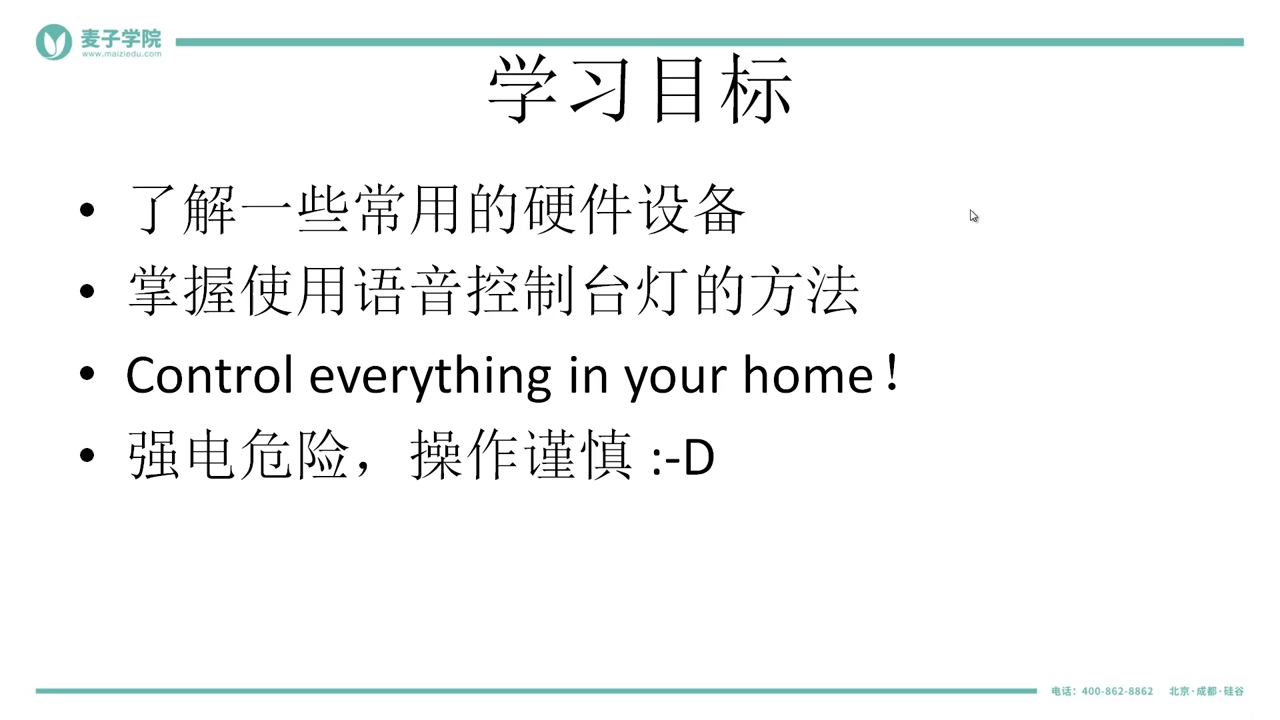 麦子学院
www.maiziedu.com
学习目标
• 了解一些常用的硬件设备
• 掌握使用语音控制台灯的方法
• Control everything in your home！
• 强电危险，操作谨慎 :-D
电话：400-862-8862 北京·成都·硅谷